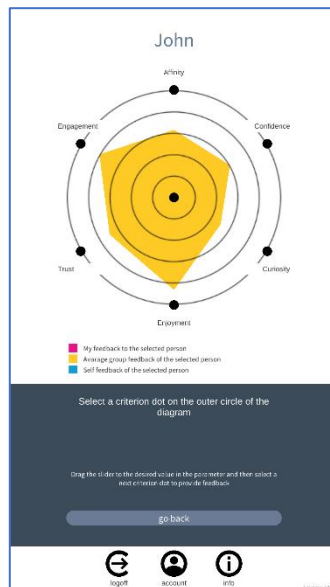 John
Affinity
Engagement
Confidence
Trust
Curiosity
Enjoyment
My feedback to the selected person
Avarage group feedback of the selected person
Self feedback of the selected person
Select a criterion dot on the outer circle of the
diagram
Drag the slider to the desired value in the parameter and then select a
next criterion dot to provide feedback
go back
logoff
account
info